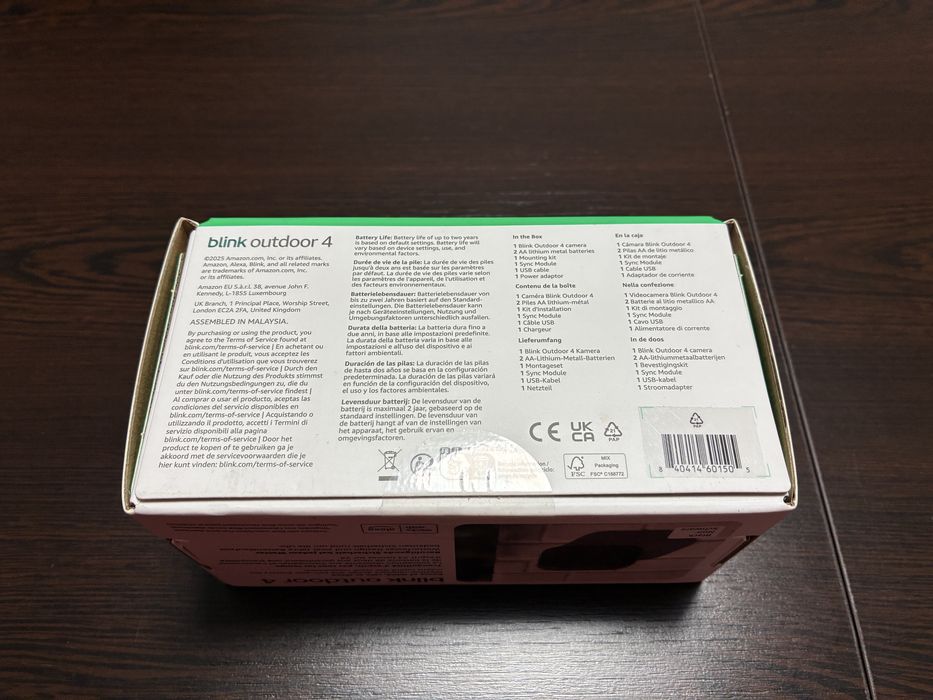 blink outdoor 4
©2025 Amazon.com, Inc. or its affiliates.
Amazon, Alexa, Blink, and all related marks
are trademarks of Amazon.com, Inc.
or its affiliates.
Amazon EU S.à.r.l. 38, avenue John F.
Kennedy, L-1855 Luxembourg
UK Branch, 1 Principal Place, Worship Street,
London EC2A 2FA, United Kingdom
ASSEMBLED IN MALAYSIA.
By purchasing or using the product, you
agree to the Terms of Service found at
blink.com/terms-of-service | En achetant ou
en utilisant le produit, vous acceptez les
Conditions d'utilisation que vous trouverez
sur blink.com/terms-of-service | Durch den
Kauf oder die Nutzung des Produkts stimmst
du den Nutzungsbedingungen zu, die du
unter blink.com/terms-of-service findest |
Al comprar o usar el producto, aceptas las
condiciones del servicio disponibles en
blink.com/terms-of-service | Acquistando o
utilizzando il prodotto, accetti i Termini di
servizio disponibili alla pagina
blink.com/terms-of-service | Door het
product te kopen of te gebruiken ga je
akkoord met de servicevoorwaarden die je
hier kunt vinden: blink.com/terms-of-service
Battery Life: Battery life of up to two years
is based on default settings. Battery life will
vary based on device settings, use, and
environmental factors.
Durée de vie de la pile: La durée de vie des piles
jusqu'à deux ans est basée sur les paramètres
par défaut. La durée de vie des piles varie selon
les paramètres de l'appareil, de l'utilisation et
des facteurs environnementaux.
Batterielebensdauer: Batterielebensdauer von
bis zu zwei Jahren basiert auf den Standard-
einstellungen. Die Batterielebensdauer kann
je nach Geräteeinstellungen, Nutzung und
Umgebungsfaktoren unterschiedlich ausfallen.
Durata della batteria: La batteria dura fino a
due anni, in base alle impostazioni predefinite.
La durata della batteria varia in base alle
impostazioni e all'uso del dispositivo e ai
fattori ambientali.
Duración de las pilas: La duración de las pilas
de hasta dos años se basa en la configuración
predeterminada. La duración de las pilas variará
en función de la configuración del dispositivo,
el uso y los factores ambientales.
Levensduur batterij: De levensduur van de
batterij is maximaal 2 jaar, gebaseerd op de
standaard instellingen. De levensduur van
de batterij hangt af van de instellingen van
het apparaat, het gebruik ervan en
omgevingsfactoren.
In the Box
1 Blink Outdoor 4 camera
2 AA lithium metal batteries
1 Mounting kit
1 Sync Module
1 USB cable
1 Power adaptor
Contenu de la boîte
1 Caméra Blink Outdoor 4
2 Piles AA lithium-métal
1 Kit d'installation
1 Sync Module
1 Câble USB
1 Chargeur
Lieferumfang
1 Blink Outdoor 4 Kamera
2 AA-Lithium-Metall-Batterien
1 Montageset
1 Sync Module
1 USB-Kabel
1 Netzteil
En la caja
1 Cámara Blink Outdoor 4
2 Pilas AA de litio metálico
1 Kit de montaje
1 Sync Module
1 Cable USB
1 Adaptador de corriente
Nella confezione
1 Videocamera Blink Outdoor 4
2 Batterie al litio metallico AA
1 Kit di montaggio
1 Sync Module
1 Cavo USB
1 Alimentatore di corrente
In de doos
1 Blink Outdoor 4 camera
2 AA-lithiummetaalbatterijen
1 Bevestigingskit
1 Sync Module
1 USB-kabel
1 Stroomadapter
CE UK CA
21
PAP
FSC
MIX
Packaging
FSC® C188772
PAP
8 40414 60150 5
blink outdoor 4